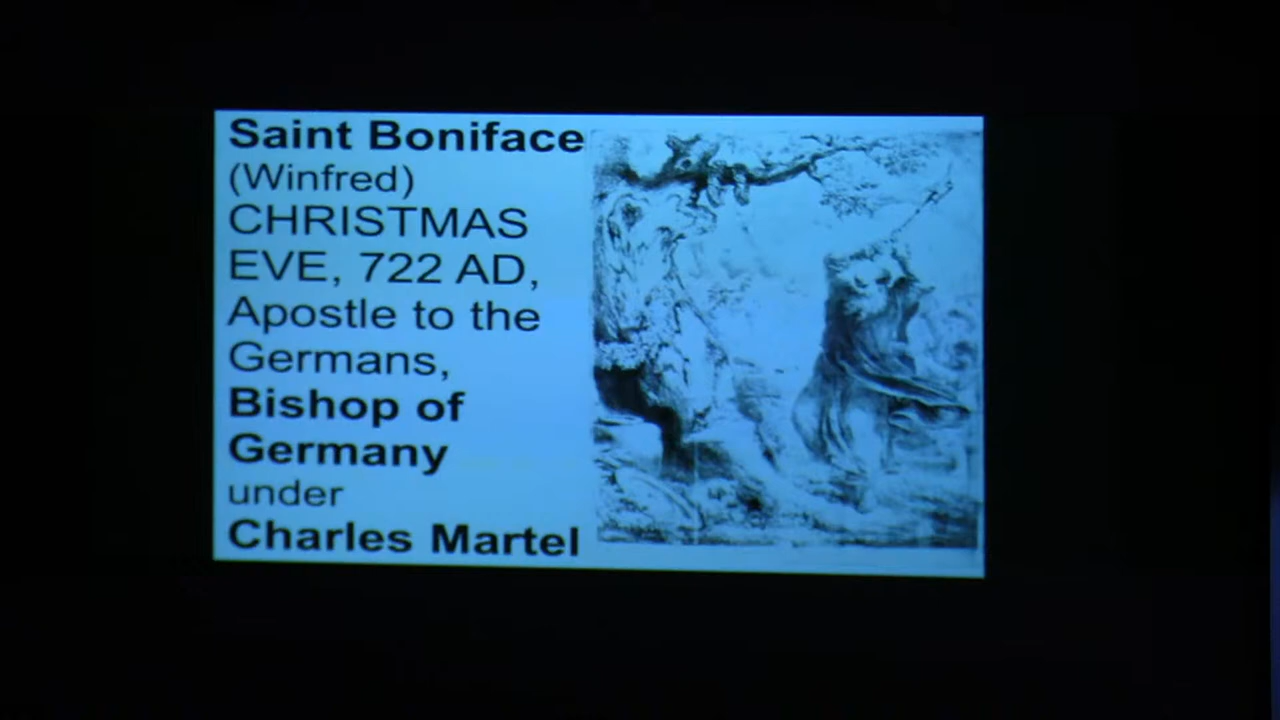 Saint Boniface
(Winfred)
CHRISTMAS
EVE, 722 AD,
Apostle to the
Germans,
Bishop of
Germany
under
Charles Martel